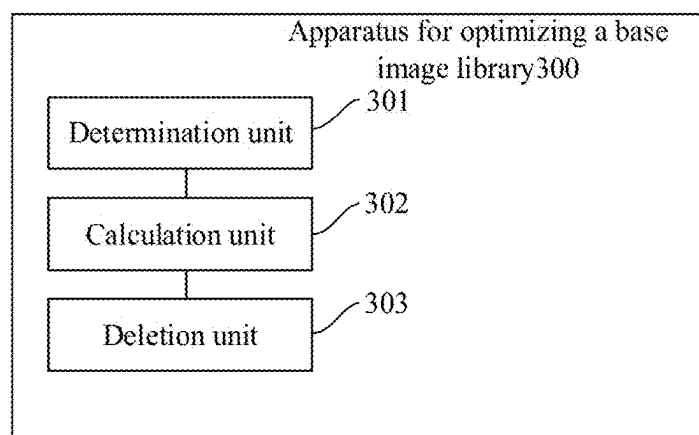 Apparatus for optimizing a base
image library300
301
Determination unit
302
Calculation unit
303
Deletion unit